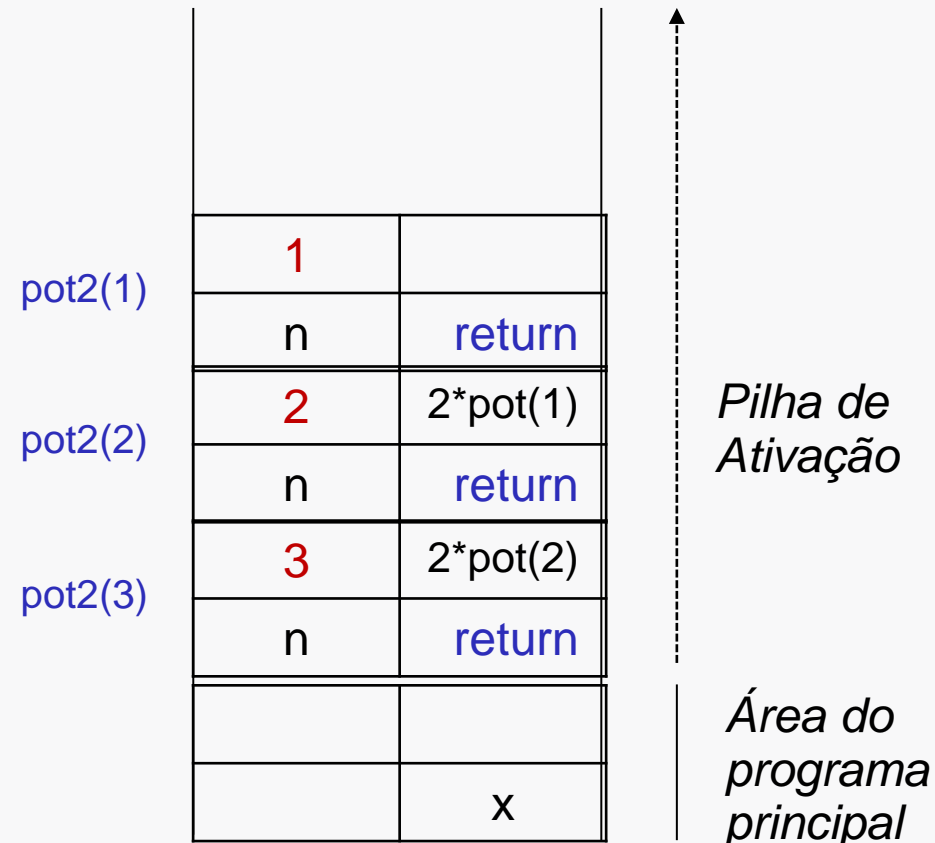 pot2(1)
1
n return
pot2(2)
2 2*pot(1)
n return
pot2(3)
3 2*pot(2)
n return
x
Pilha de
Ativação
Área do
programa
principal